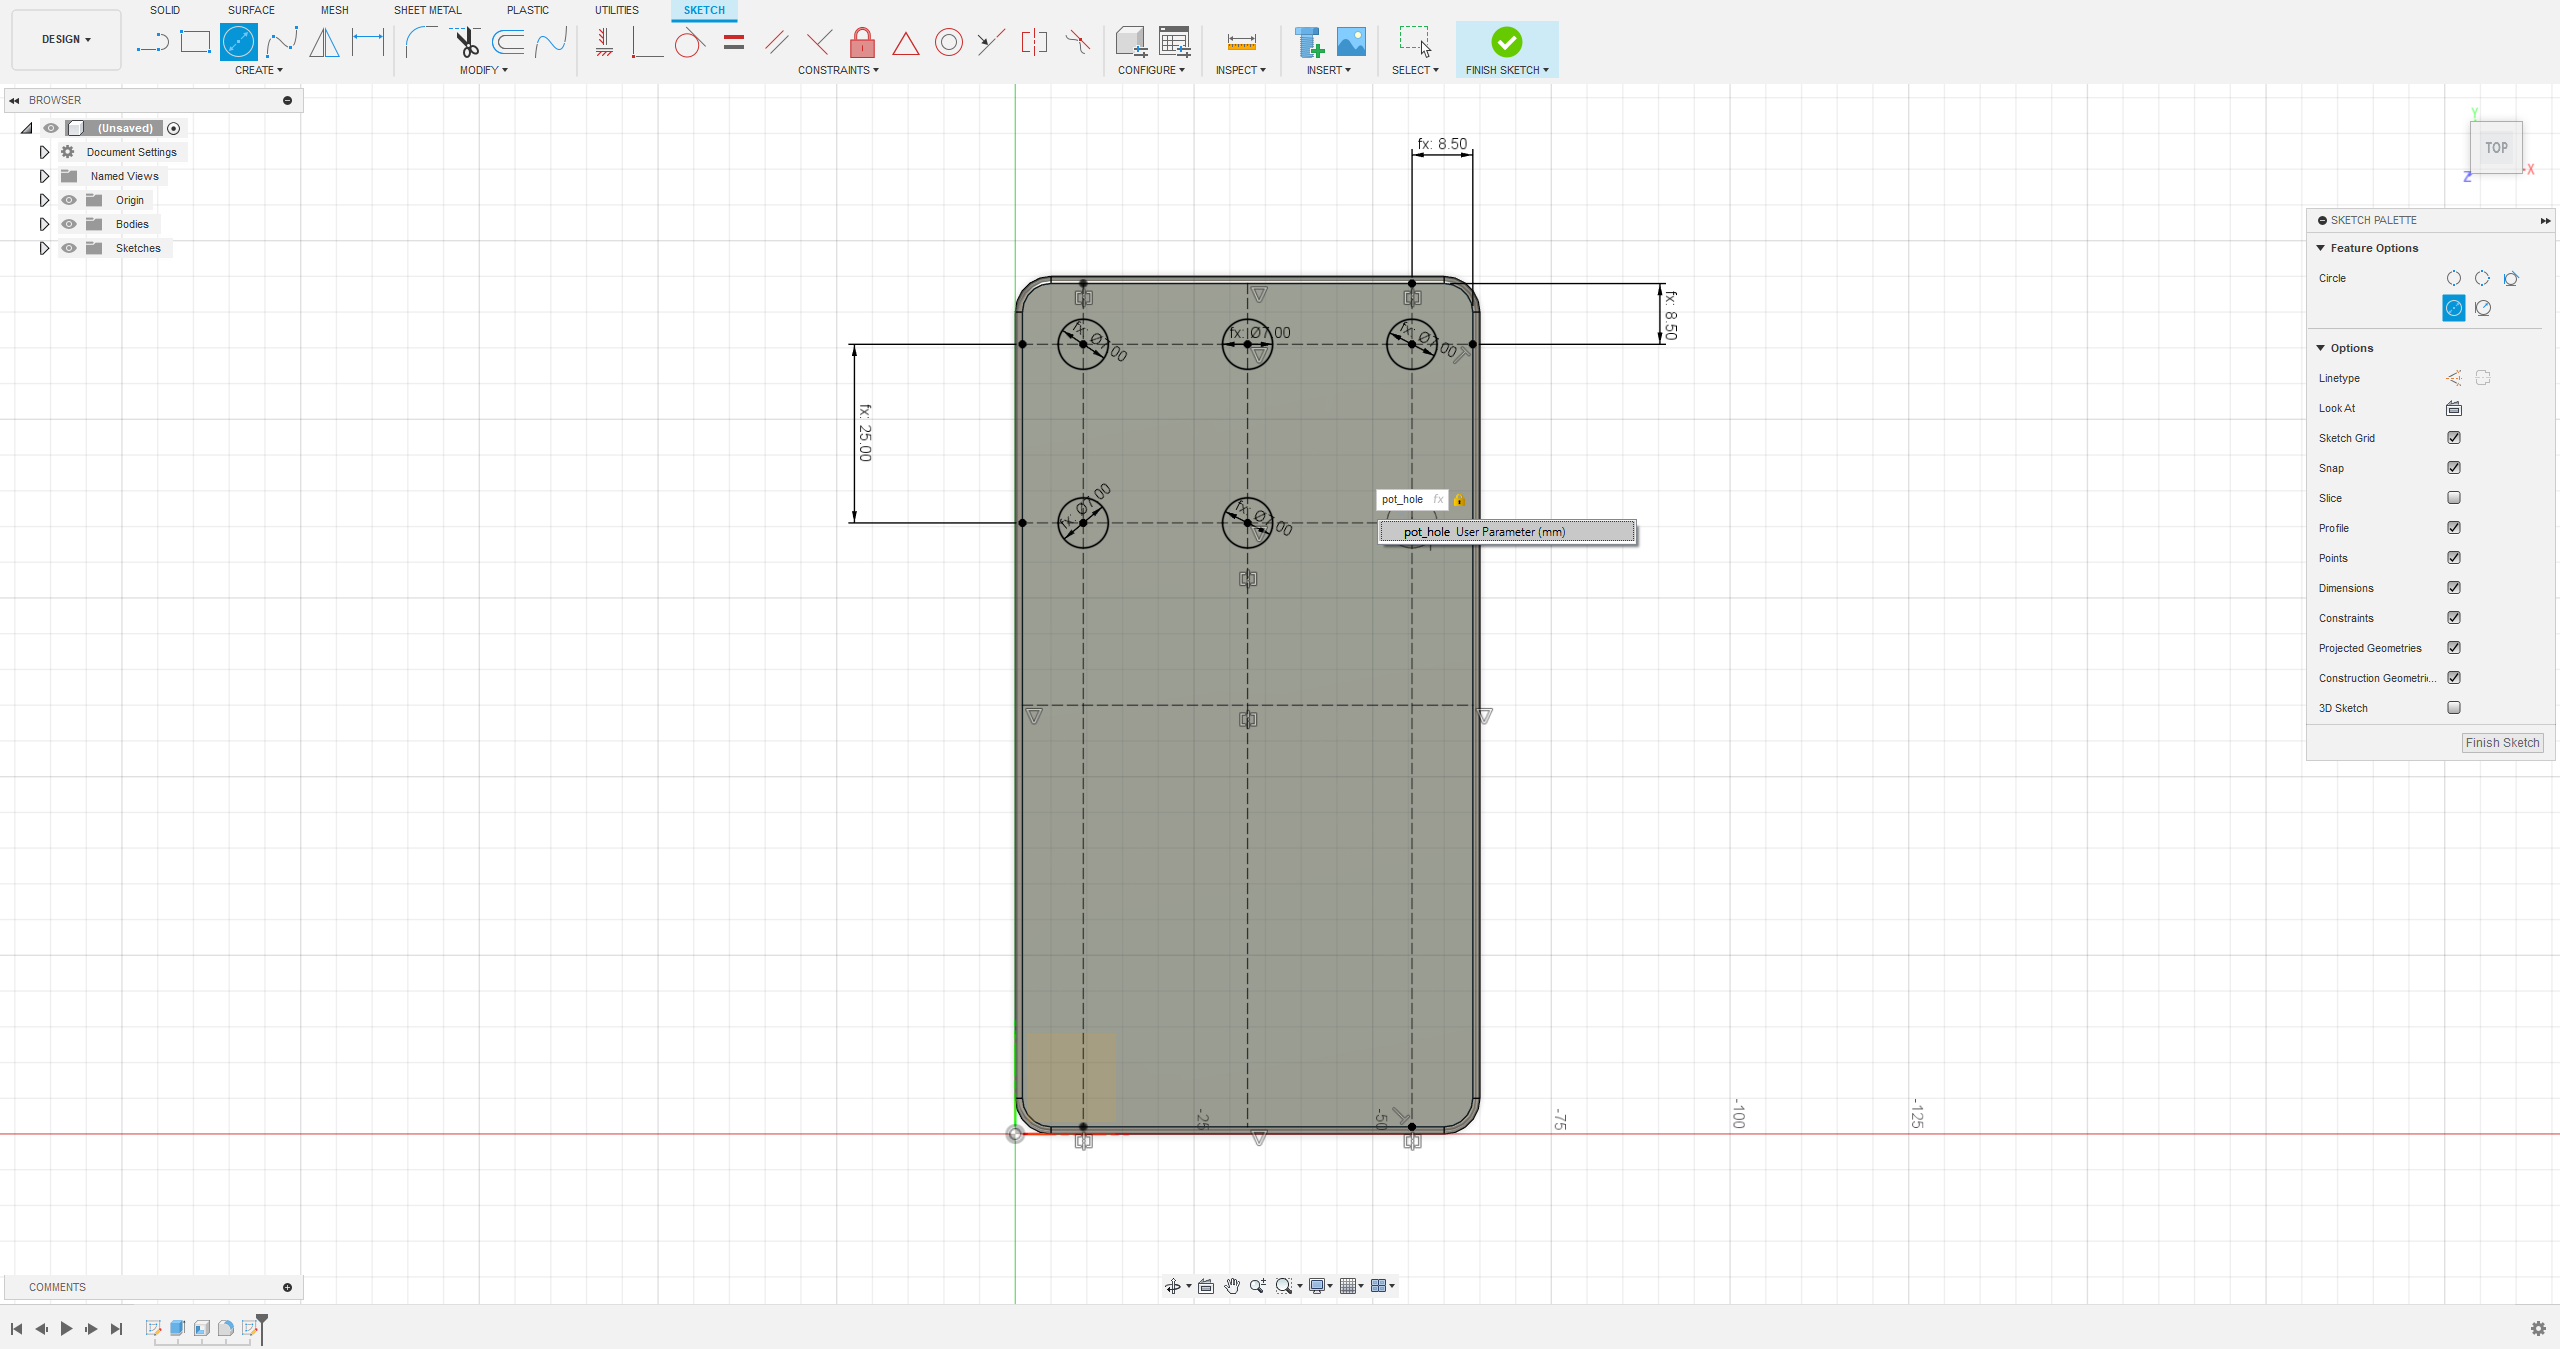 SOLID SURFACE MESH SHEET METAL PLASTIC UTILITIES SKETCH
DESIGN
CREATE MODIFY CONSTRAINTS CONFIGURE INSPECT INSERT SELECT FINISH SKETCH
BROWSER
(Unsaved)
Document Settings
Named Views
Origin
Bodies
Sketches
fx: 8.50
fx: 8.50
fx: Ø7.00
fx: Ø7.00
fx: Ø7.00
fx: 25.00
fx: Ø7.00
fx: Ø7.00
pot_hole fx
pot_hole User Parameter (mm)
-25
-50
-75
-100
-125
Y
TOP
X
Z
SKETCH PALETTE
Feature Options
Circle
Options
Linetype
Look At
Sketch Grid
Snap
Slice
Profile
Points
Dimensions
Constraints
Projected Geometries
Construction Geometri...
3D Sketch
Finish Sketch
COMMENTS